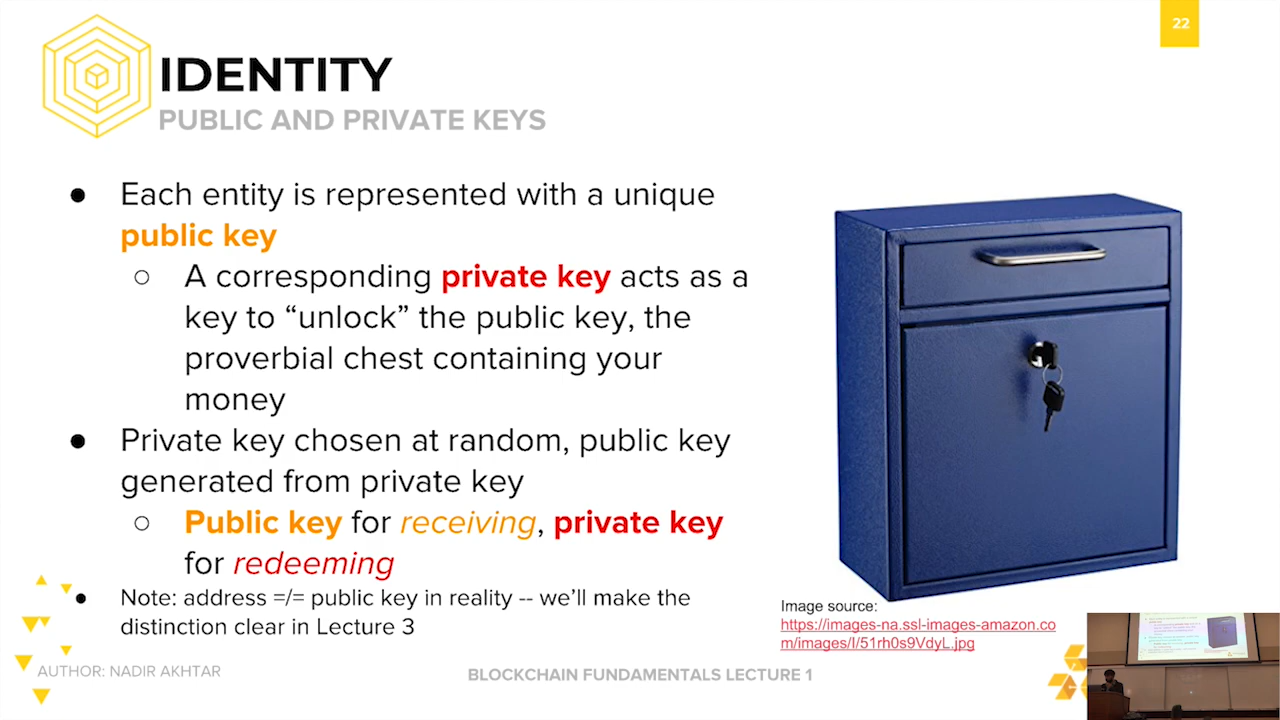 22
IDENTITY
PUBLIC AND PRIVATE KEYS
● Each entity is represented with a unique
public key
○ A corresponding private key acts as a
key to “unlock” the public key, the
proverbial chest containing your
money
● Private key chosen at random, public key
generated from private key
○ Public key for receiving, private key
for redeeming
● Note: address =/= public key in reality -- we’ll make the
distinction clear in Lecture 3
Image source:
https://images-na.ssl-images-amazon.co
m/images/I/51rh0s9VdyL.jpg
AUTHOR: NADIR AKHTAR
BLOCKCHAIN FUNDAMENTALS LECTURE 1